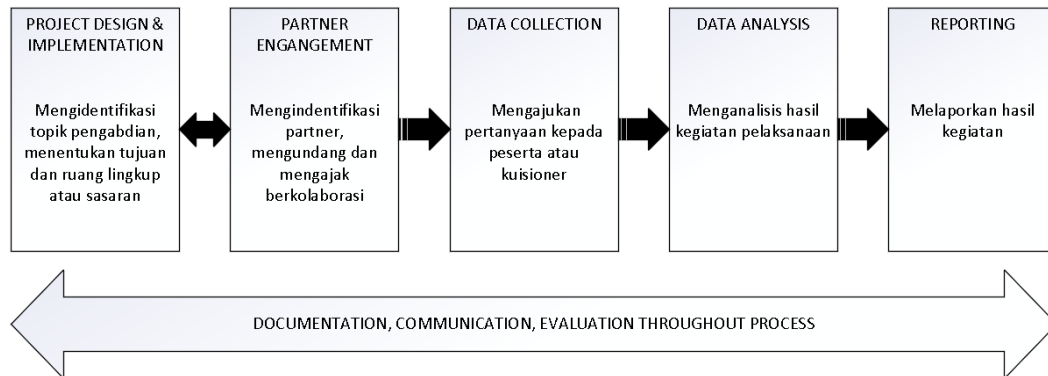 PROJECT DESIGN &
IMPLEMENTATION
Mengidentifikasi
topik pengabdian,
menentukan tujuan
dan ruang lingkup
atau sasaran
PARTNER
ENGANGEMENT
Mengindentifikasi
partner,
mengundang dan
mengajak
berkolaborasi
DATA COLLECTION
Mengajukan
pertanyaan kepada
peserta atau
kuisioner
DATA ANALYSIS
Menganalisis hasil
kegiatan pelaksanaan
REPORTING
Melaporkan hasil
kegiatan
DOCUMENTATION, COMMUNICATION, EVALUATION THROUGHOUT PROCESS